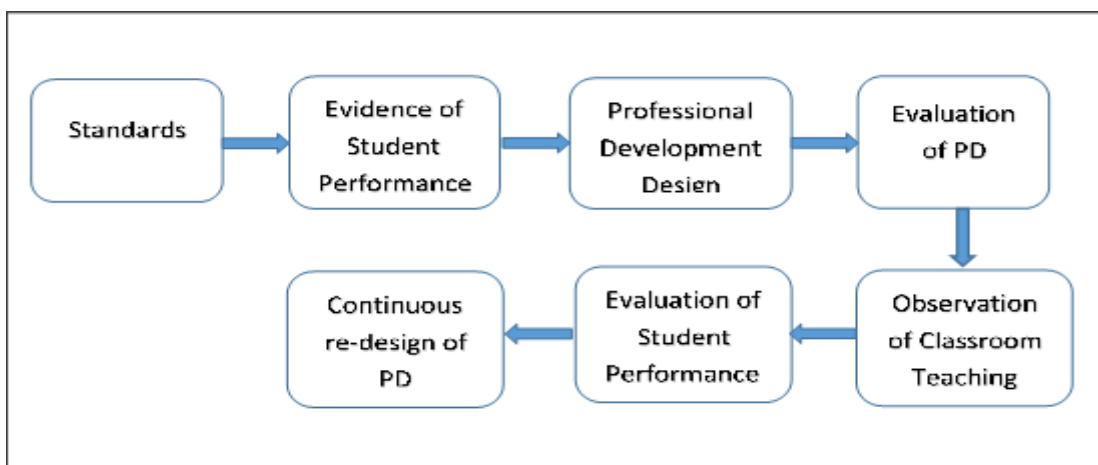 Standards
Evidence of
Student
Performance
Professional
Development
Design
Evaluation
of PD
Observation
of Classroom
Teaching
Evaluation of
Student
Performance
Continuous
re-design of
PD